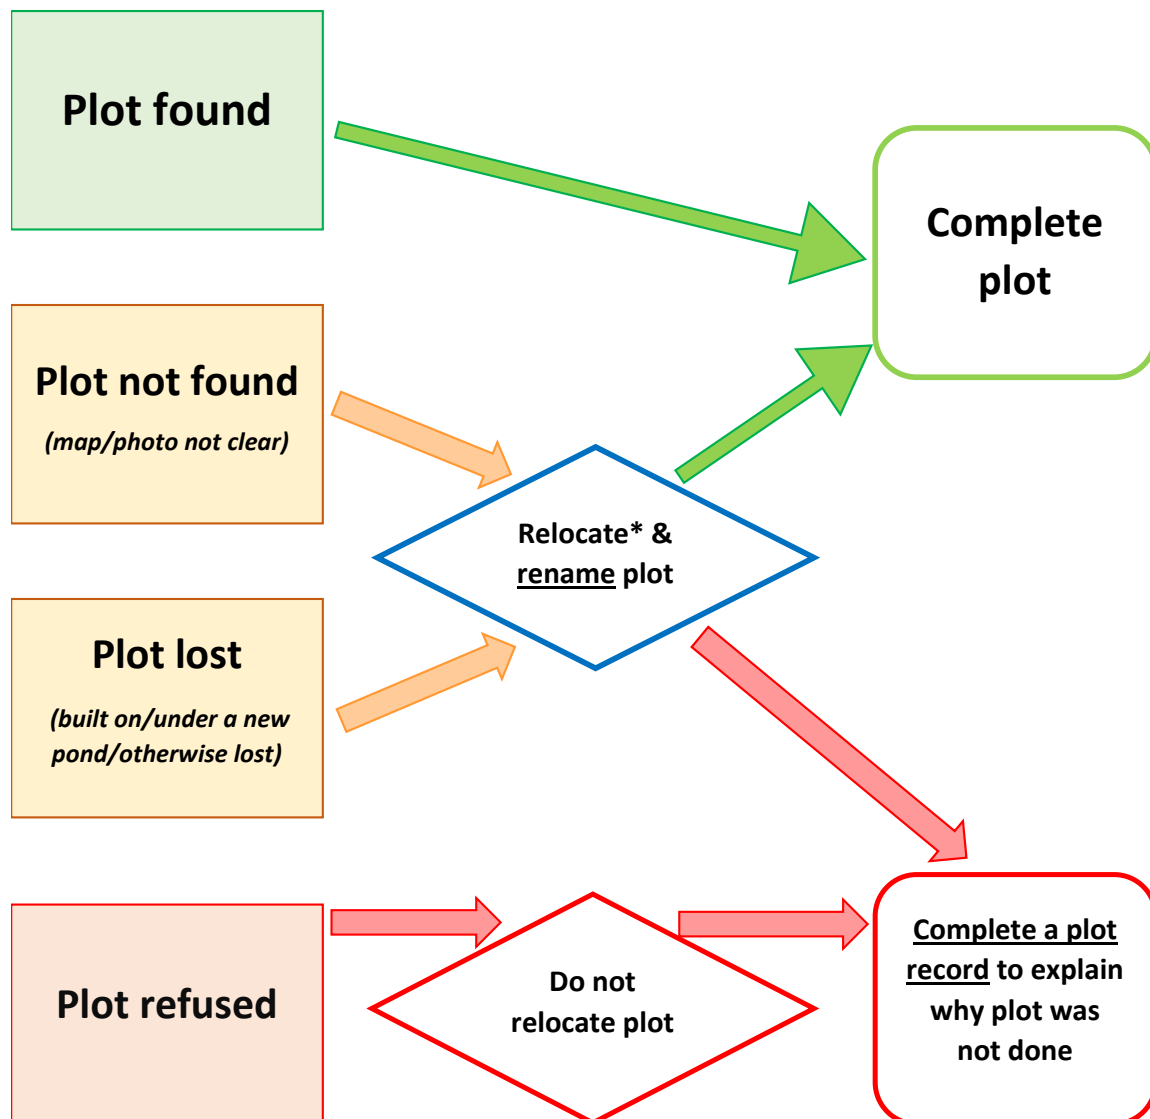 Plot found
Complete
plot
Plot not found
(map/photo not clear)
Relocate* &
rename plot
Plot lost
(built on/under a new
pond/otherwise lost)
Plot refused
Do not
relocate plot
Complete a plot
record to explain
why plot was
not done